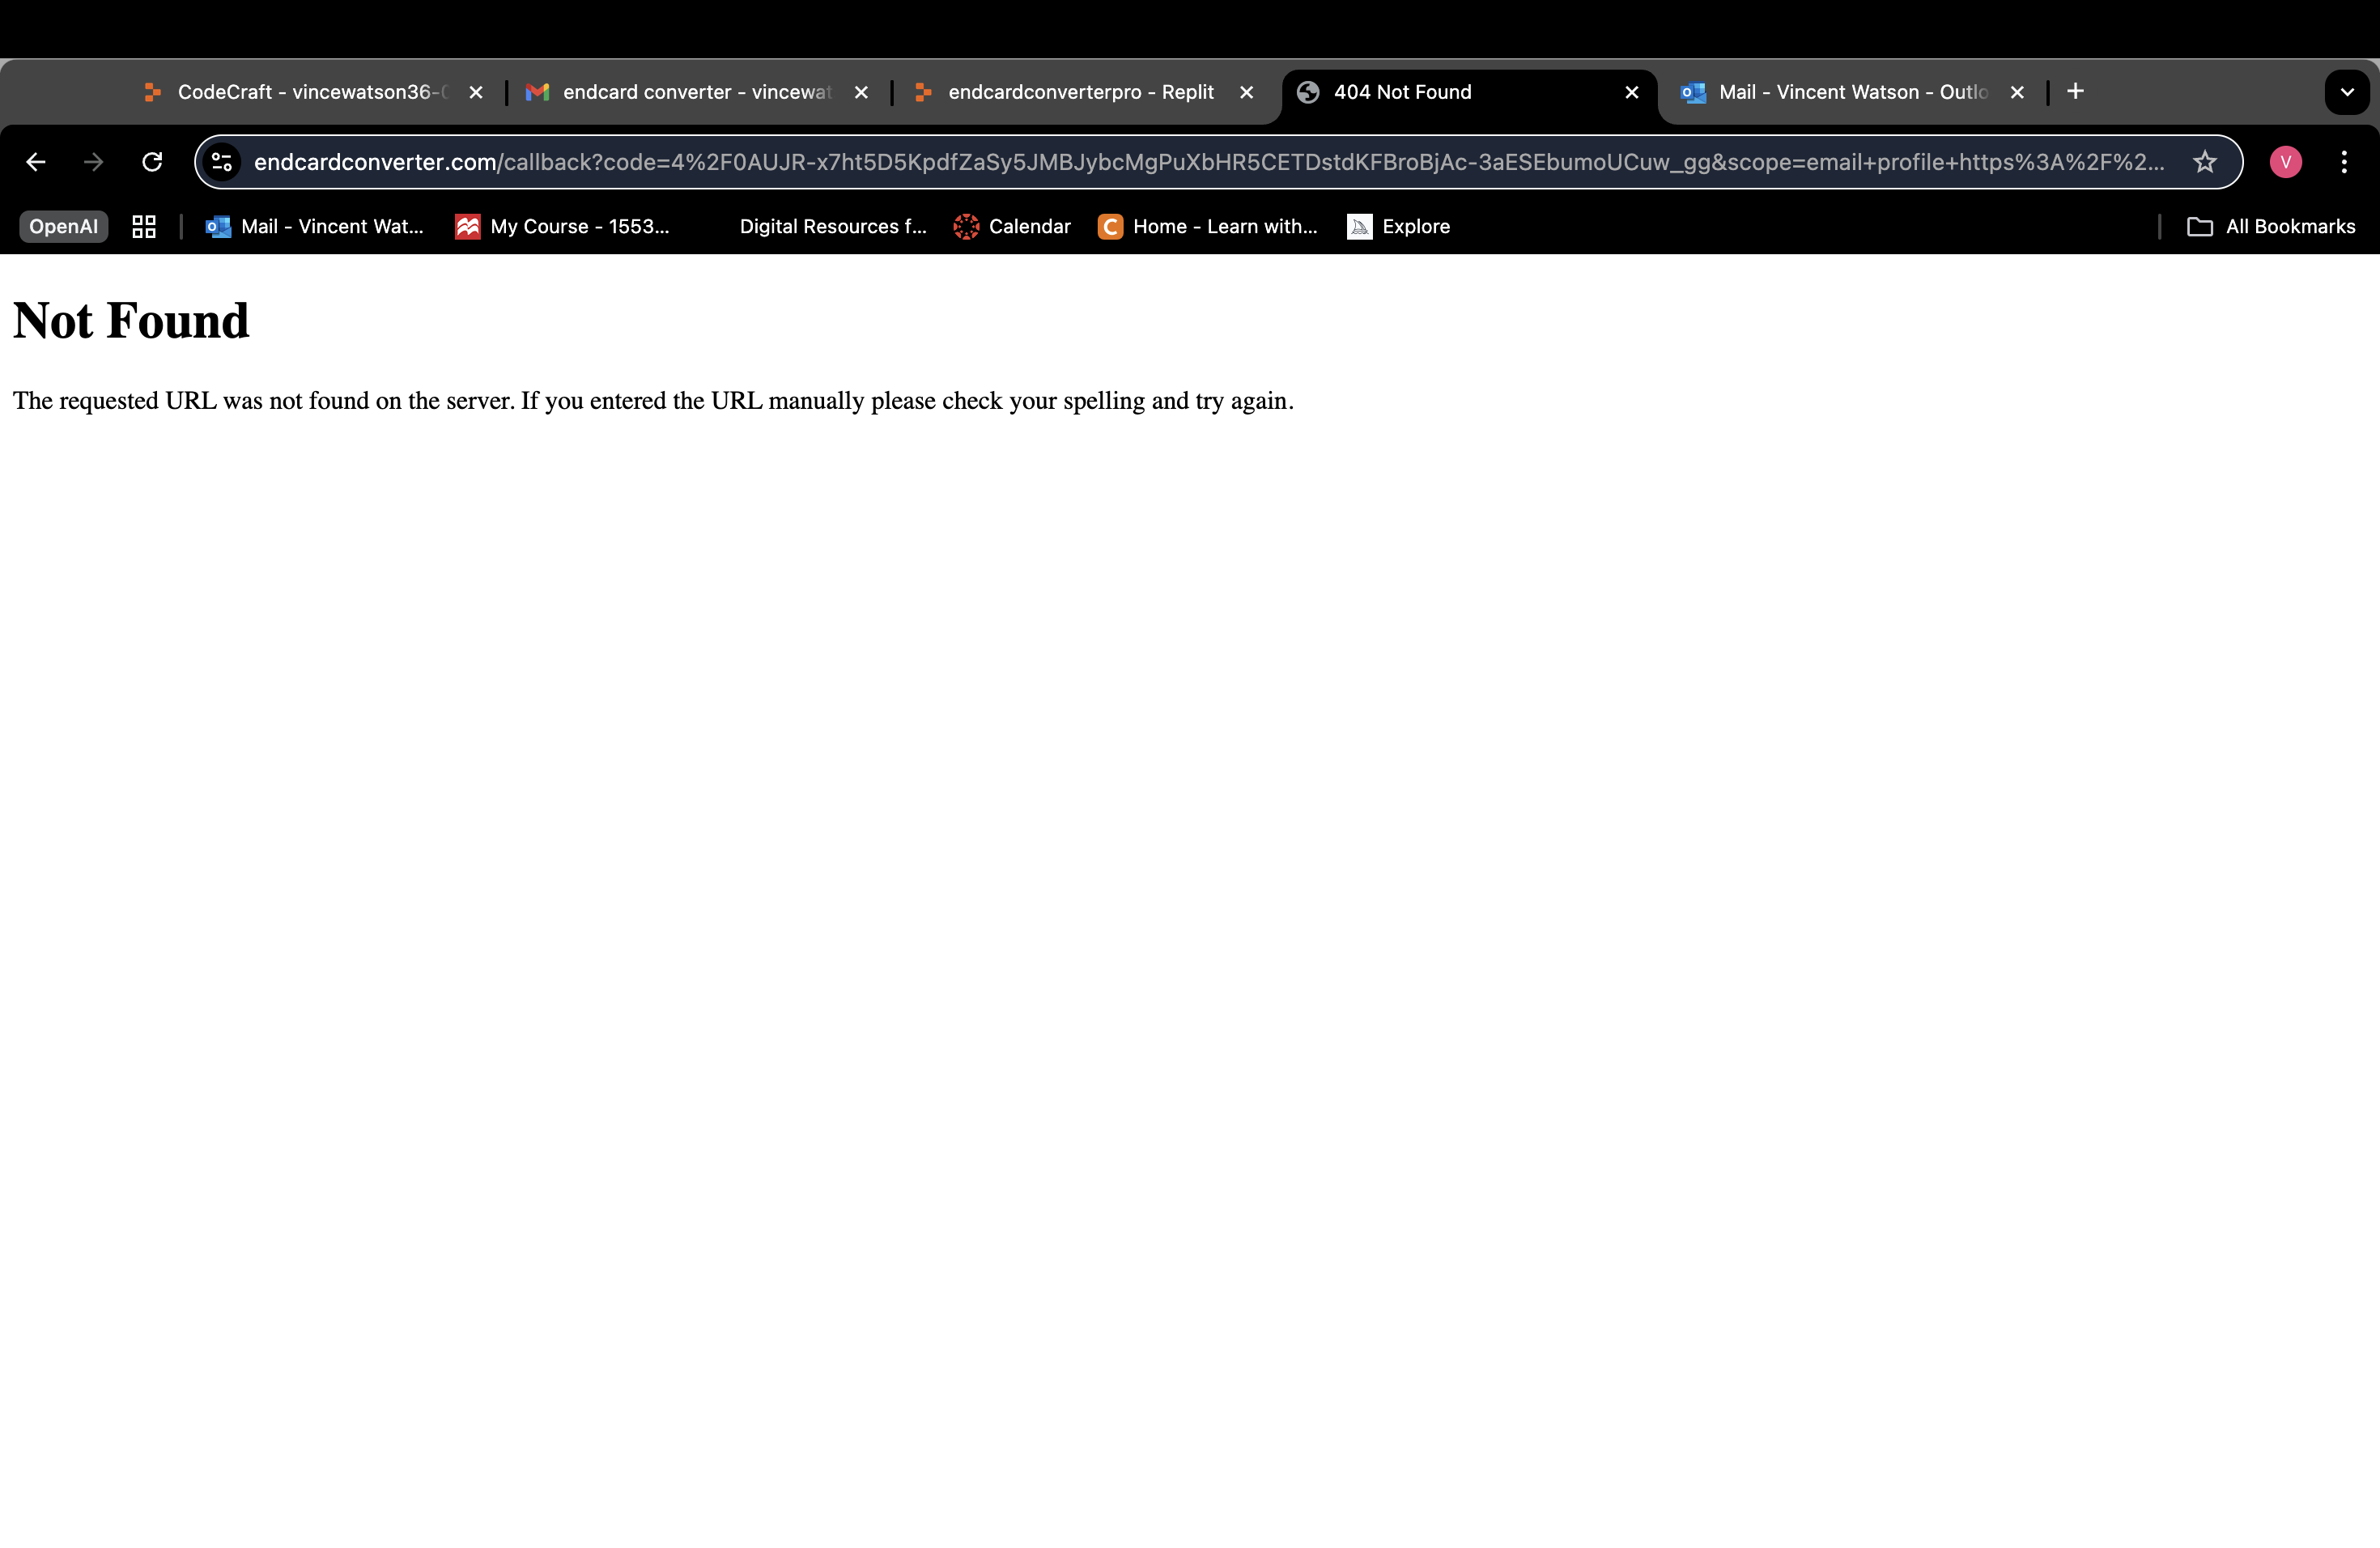 CodeCraft - vincewatson36-
endcard converter - vincewat
endcardconverterpro - Replit
404 Not Found
Mail - Vincent Watson - Outlo
endcardconverter.com/callback?code=4%2F0AUJR-x7ht5D5KpdfZaSy5JMBJybcMgPuXbHR5CETDstdKFBroBjAc-3aESEbumoUCuw_gg&scope=email+profile+https%3A%2F%2...
V
OpenAI
Mail - Vincent Wat...
My Course - 1553...
Digital Resources f...
Calendar
Home - Learn with...
Explore
All Bookmarks
Not Found
The requested URL was not found on the server. If you entered the URL manually please check your spelling and try again.